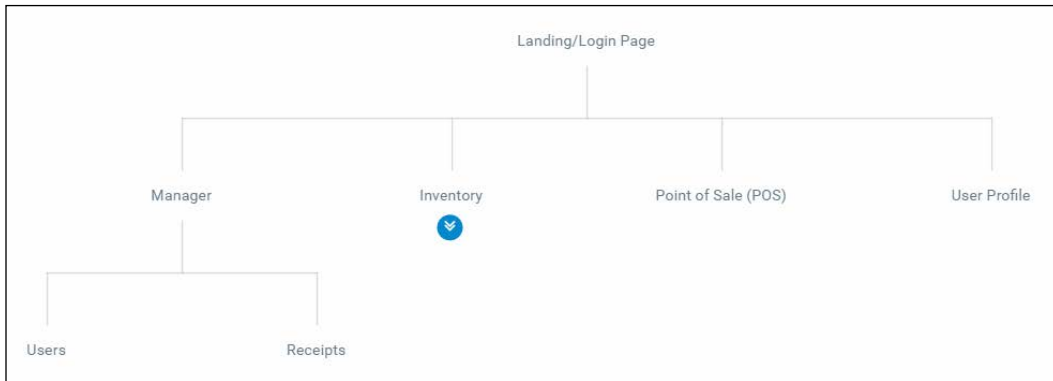 Landing/Login Page
Manager
Inventory
Point of Sale (POS)
User Profile
Users
Receipts